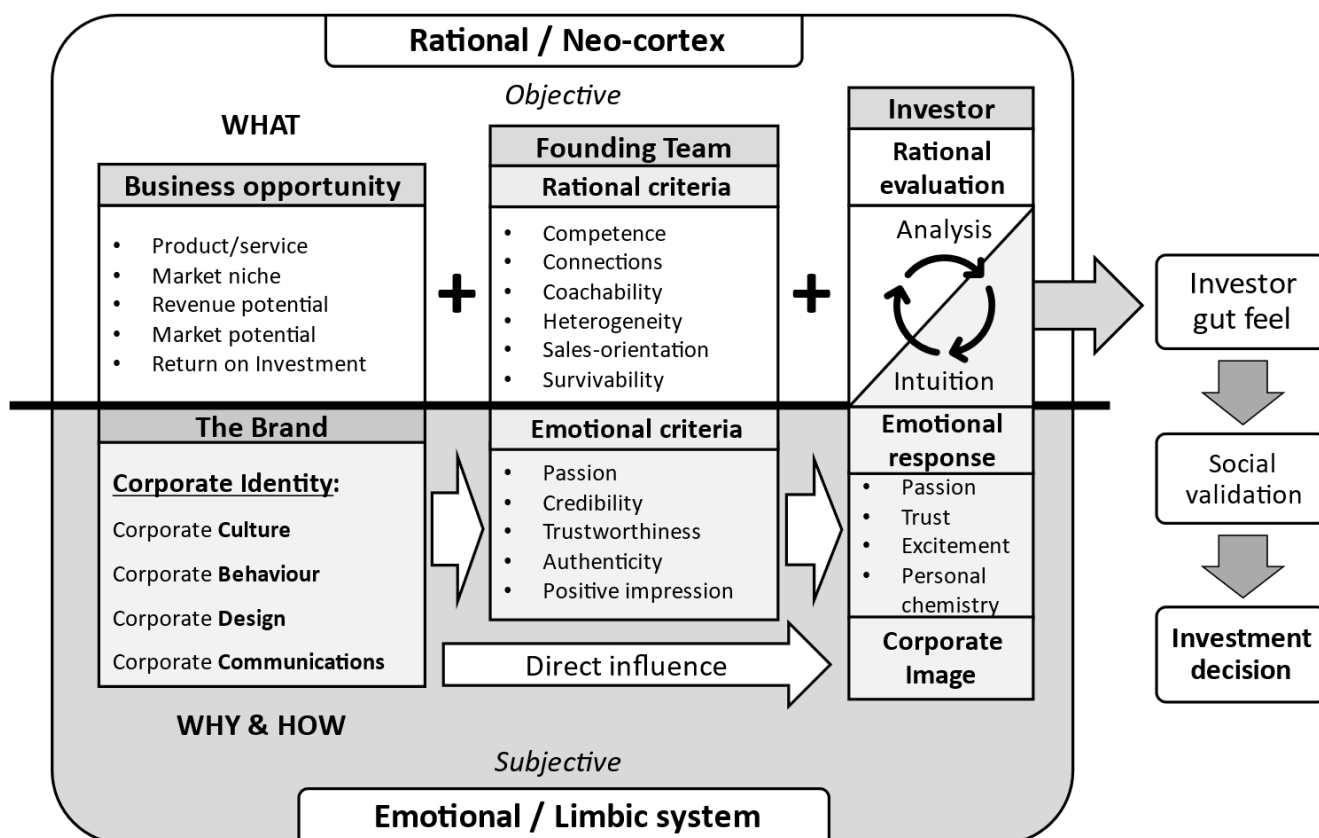 Rational / Neo-cortex
Objective
WHAT
Business opportunity
• Product/service
• Market niche
• Revenue potential
• Market potential
• Return on Investment
+
Founding Team
Rational criteria
• Competence
• Connections
• Coachability
• Heterogeneity
• Sales-orientation
• Survivability
+
Investor
Rational
evaluation
Analysis
Intuition
The Brand
Corporate Identity:
Corporate Culture
Corporate Behaviour
Corporate Design
Corporate Communications
Emotional criteria
• Passion
• Credibility
• Trustworthiness
• Authenticity
• Positive impression
Emotional
response
• Passion
• Trust
• Excitement
• Personal
chemistry
Direct influence
Corporate
Image
WHY & HOW
Subjective
Emotional / Limbic system
Investor
gut feel
Social
validation
Investment
decision